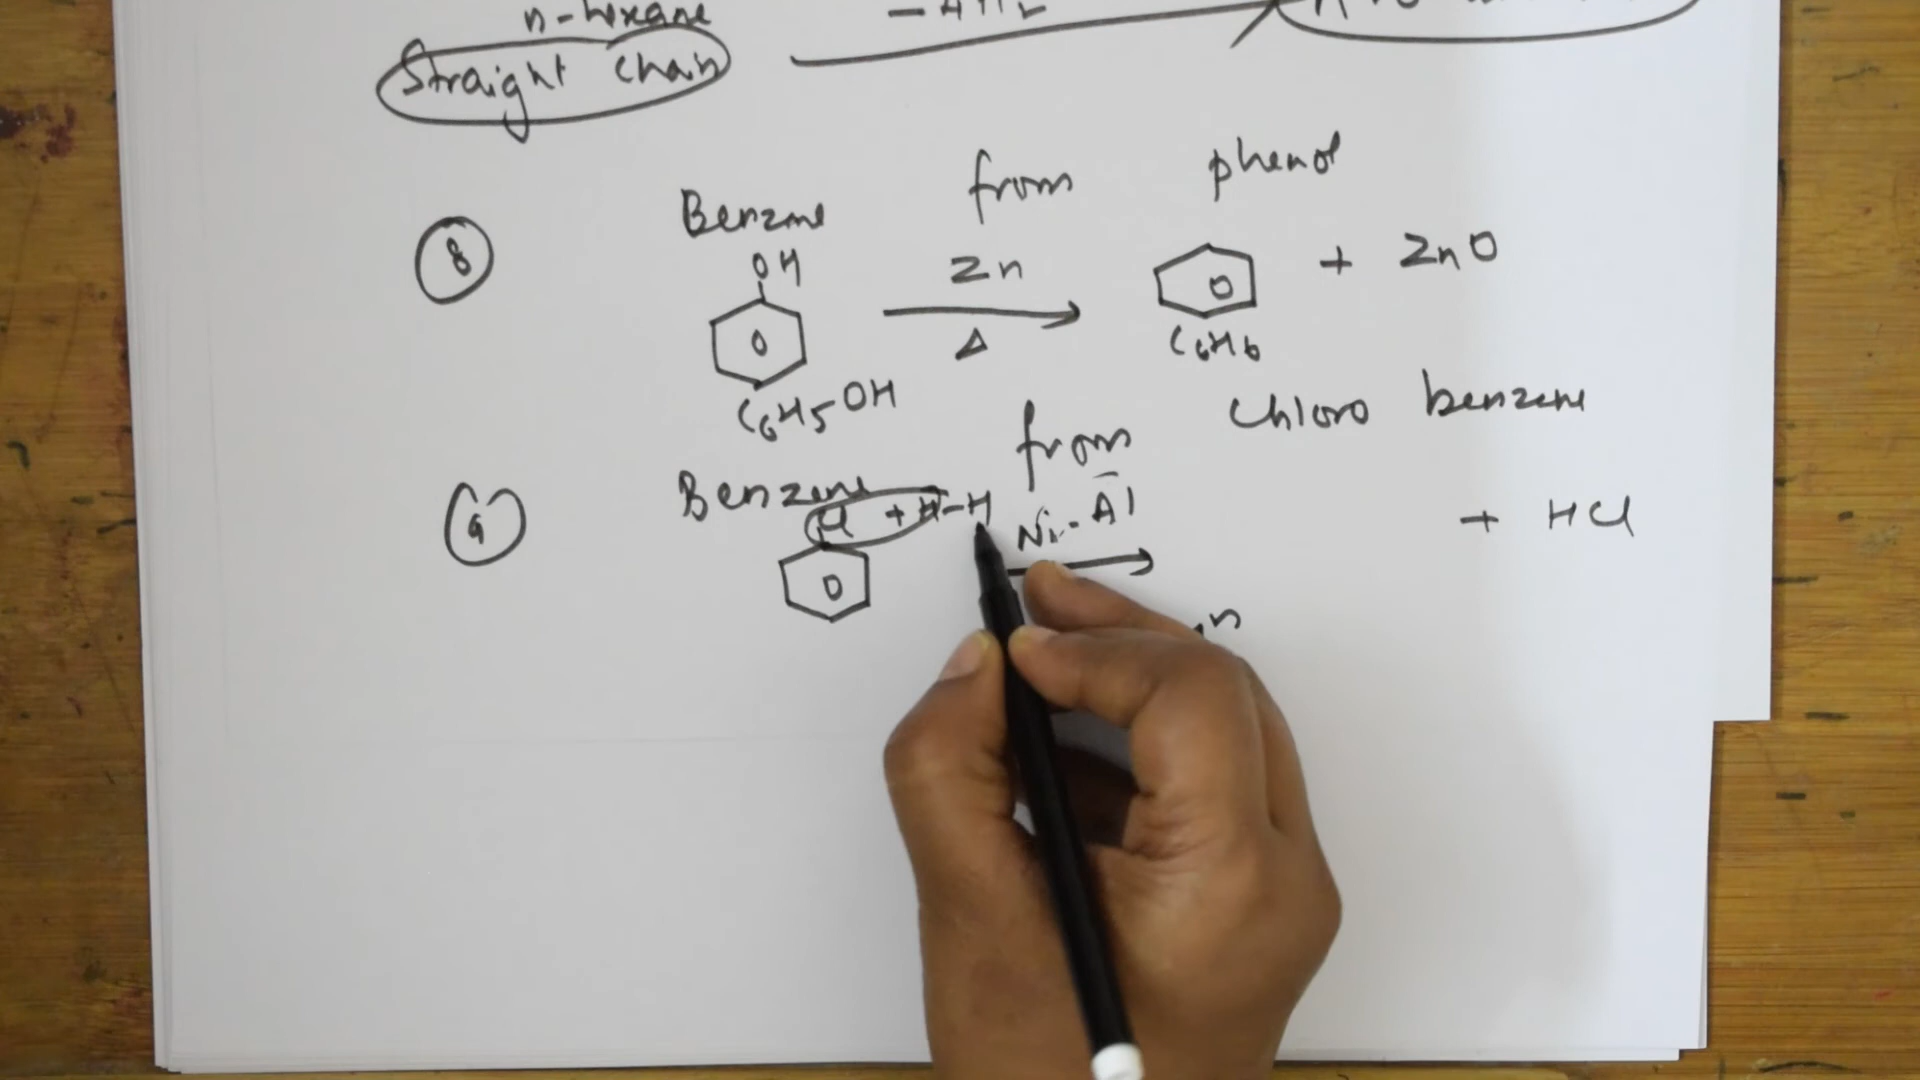 n-hexane
Straight chain
8 Benzene from phenol
OH Zn + ZnO
Δ C6H6
C6H5OH
9 Benzene from Chloro benzene
Cl + H-H Ni-Al + HCl